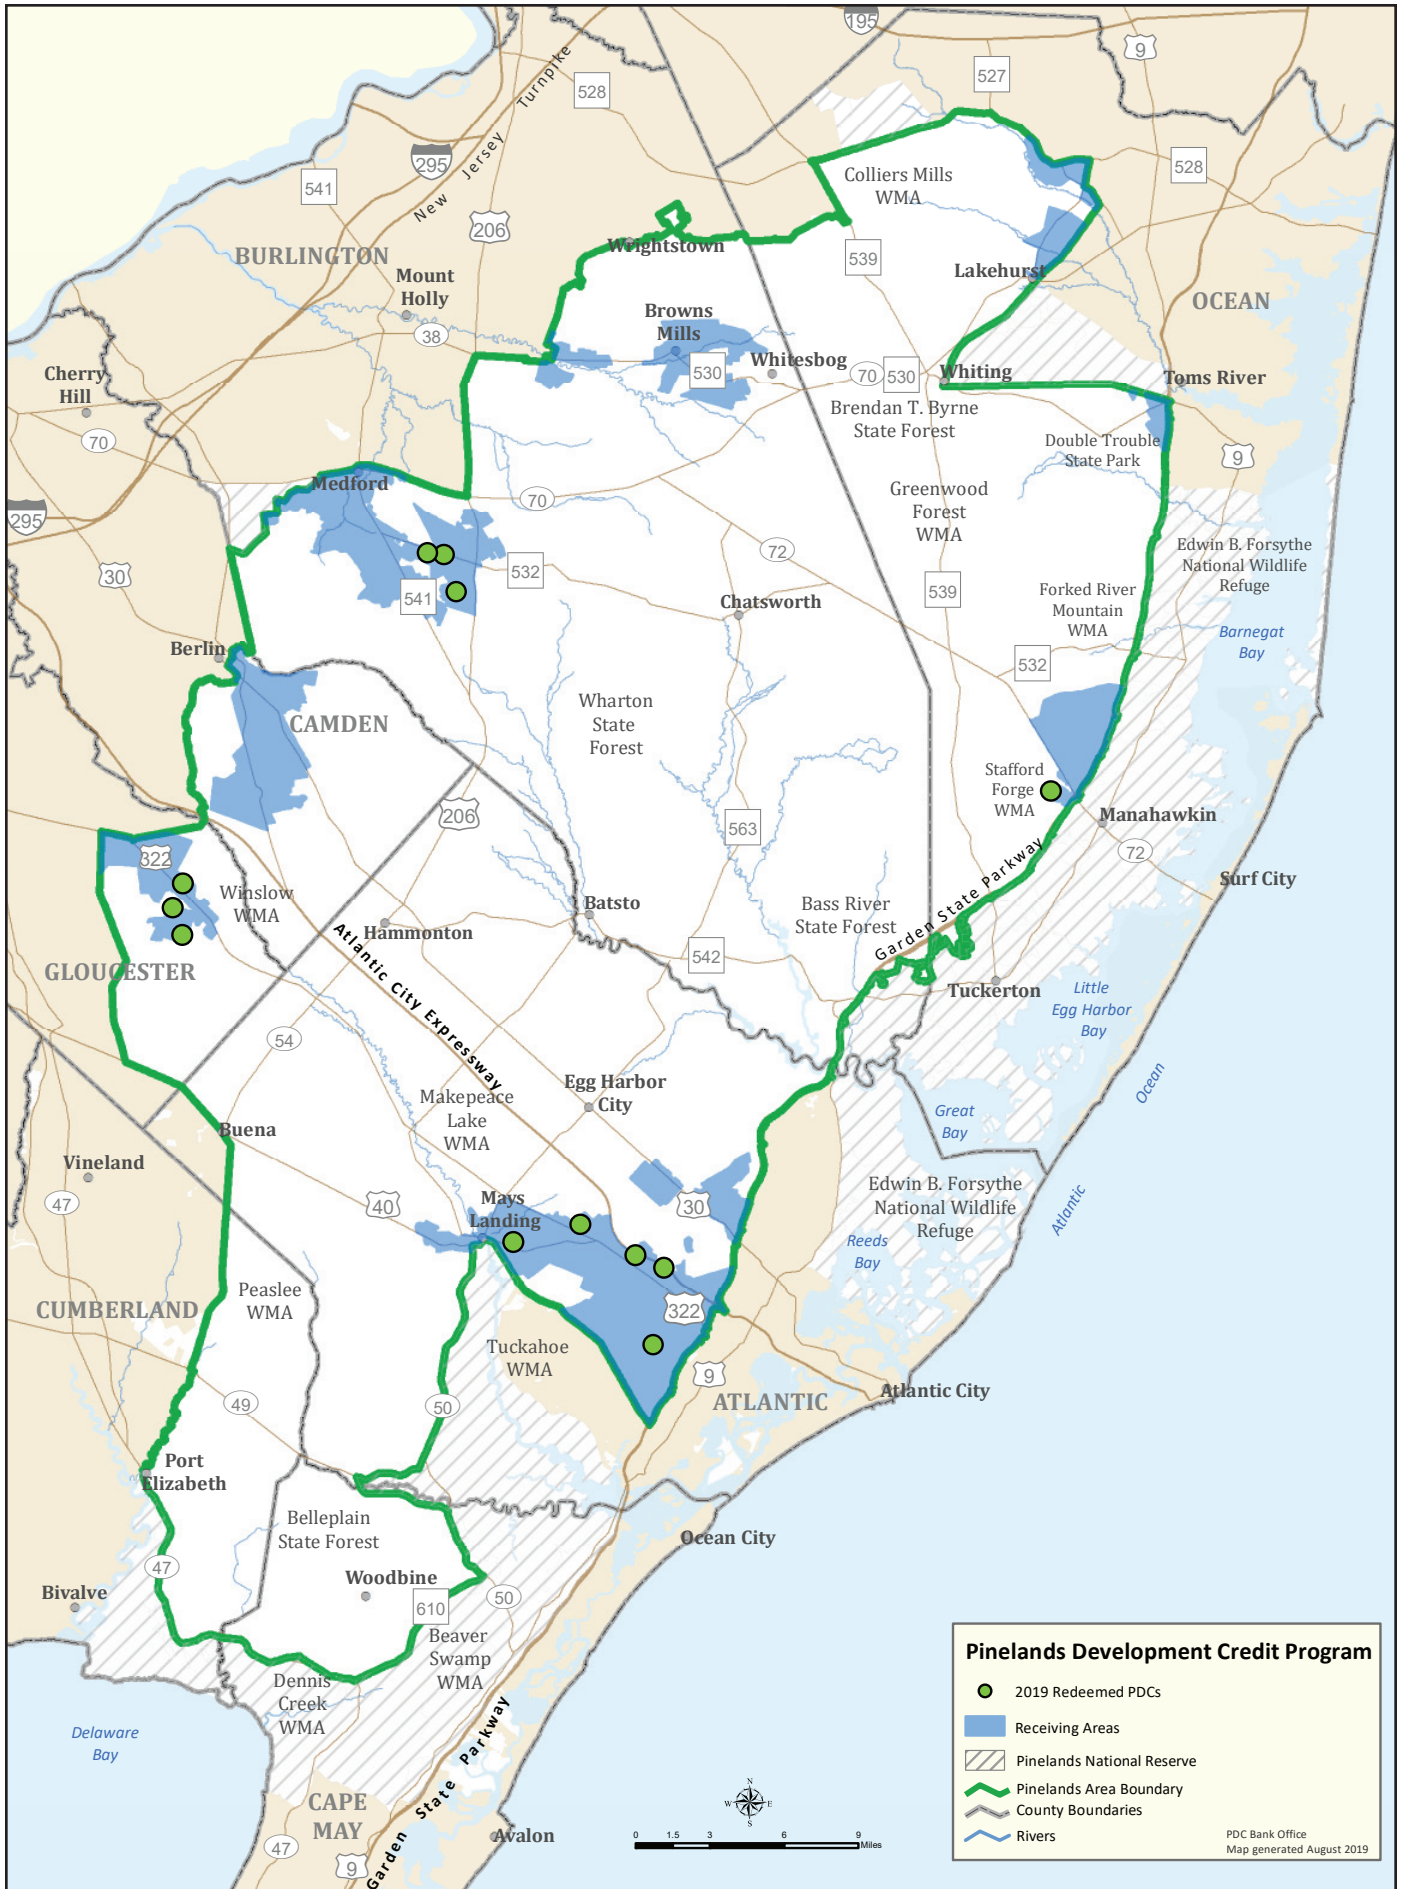 195
9
527
528
Turnpike
Jersey
New
295
541
528
206
Colliers Mills
WMA
BURLINGTON
Wrightstown
539
Mount
Holly
Lakehurst
OCEAN
38
Browns
Mills
530
Whitesbog
70
530
Whiting
Toms River
Cherry
Hill
70
Brendan T. Byrne
State Forest
Double Trouble
State Park
9
Medford
70
295
Greenwood
Forest
WMA
72
Edwin B. Forsythe
National Wildlife
Refuge
30
532
541
539
Forked River
Mountain
WMA
Chatsworth
Barnegat
Bay
Berlin
532
Wharton
State
Forest
CAMDEN
Stafford
Forge
WMA
206
563
Manahawkin
72
322
Surf City
Winslow
WMA
Batsto
Bass River
State Forest
Garden State Parkway
Hammonton
Atlantic City Expressway
542
GLOUCESTER
Tuckerton
Little
Egg Harbor
Bay
54
Egg Harbor
City
Makepeace
Lake
WMA
Ocean
Great
Bay
Buena
Vineland
47
40
Mays
Landing
30
Edwin B. Forsythe
National Wildlife
Refuge
Atlantic
Reeds
Bay
Peaslee
WMA
CUMBERLAND
322
Tuckahoe
WMA
9
ATLANTIC
Atlantic City
49
50
Port
Elizabeth
Belleplain
State Forest
Ocean City
47
Woodbine
50
Bivalve
610
Beaver
Swamp
WMA
Dennis
Creek
WMA
Delaware
Bay
Garden State Parkway
CAPE
MAY
47
9
Avalon
N
W E
S
0 1.5 3 6 9
Miles
Pinelands Development Credit Program
2019 Redeemed PDCs
Receiving Areas
Pinelands National Reserve
Pinelands Area Boundary
County Boundaries
Rivers
PDC Bank Office
Map generated August 2019